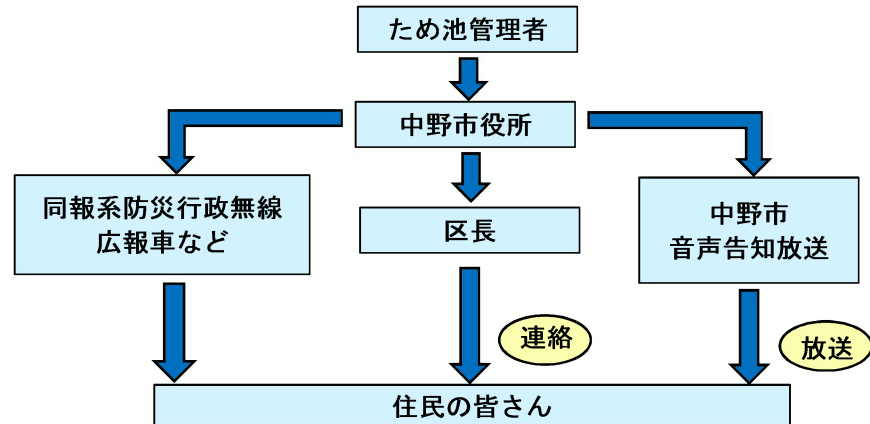 ため池管理者
中野市役所
同報系防災行政無線
広報車など
区長
中野市
音声告知放送
連絡
放送
住民の皆さん